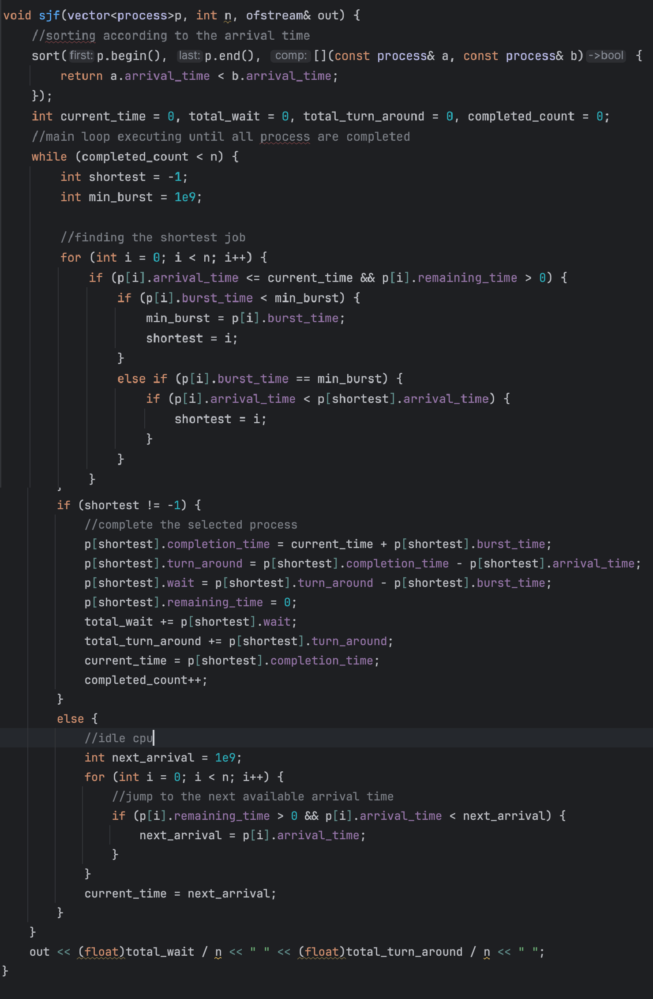 void sjf(vector<process>p, int n, ofstream& out) {
    //sorting according to the arrival time
    sort(first: p.begin(), last: p.end(), comp: [](const process& a, const process& b) ->bool {
        return a.arrival_time < b.arrival_time;
    });
    int current_time = 0, total_wait = 0, total_turn_around = 0, completed_count = 0;
    //main loop executing until all process are completed
    while (completed_count < n) {
        int shortest = -1;
        int min_burst = 1e9;

        //finding the shortest job
        for (int i = 0; i < n; i++) {
            if (p[i].arrival_time <= current_time && p[i].remaining_time > 0) {
                if (p[i].burst_time < min_burst) {
                    min_burst = p[i].burst_time;
                    shortest = i;
                }
                else if (p[i].burst_time == min_burst) {
                    if (p[i].arrival_time < p[shortest].arrival_time) {
                        shortest = i;
                    }
                }
            }
        if (shortest != -1) {
            //complete the selected process
            p[shortest].completion_time = current_time + p[shortest].burst_time;
            p[shortest].turn_around = p[shortest].completion_time - p[shortest].arrival_time;
            p[shortest].wait = p[shortest].turn_around - p[shortest].burst_time;
            p[shortest].remaining_time = 0;
            total_wait += p[shortest].wait;
            total_turn_around += p[shortest].turn_around;
            current_time = p[shortest].completion_time;
            completed_count++;
        }
        else {
            //idle cpu
            int next_arrival = 1e9;
            for (int i = 0; i < n; i++) {
                //jump to the next available arrival time
                if (p[i].remaining_time > 0 && p[i].arrival_time < next_arrival) {
                    next_arrival = p[i].arrival_time;
                }
            }
            current_time = next_arrival;
        }
    }
    out << (float)total_wait / n << " " << (float)total_turn_around / n << " ";
}